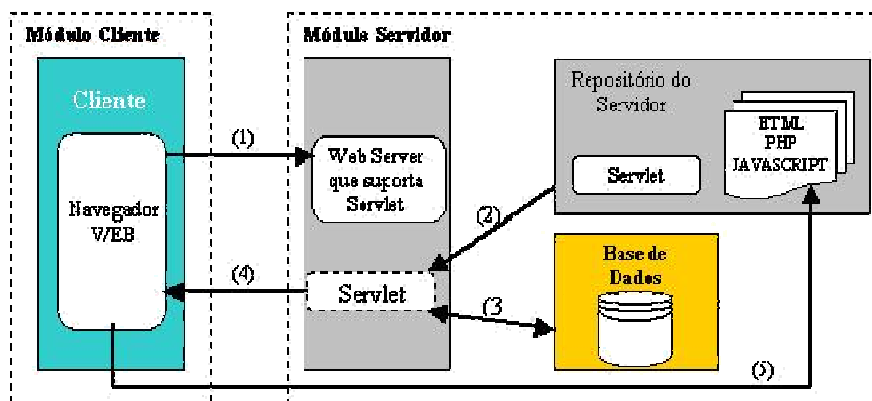 Módulo Cliente
Módulo Servidor
Cliente
Navegador
WEB
(1)
Web Server
que suporta
Servlet
Repositório do
Servidor
Servlet
HTML
PHP
JAVASCRIPT
(2)
(4)
Servlet
(3
Base de
Dados
(5)